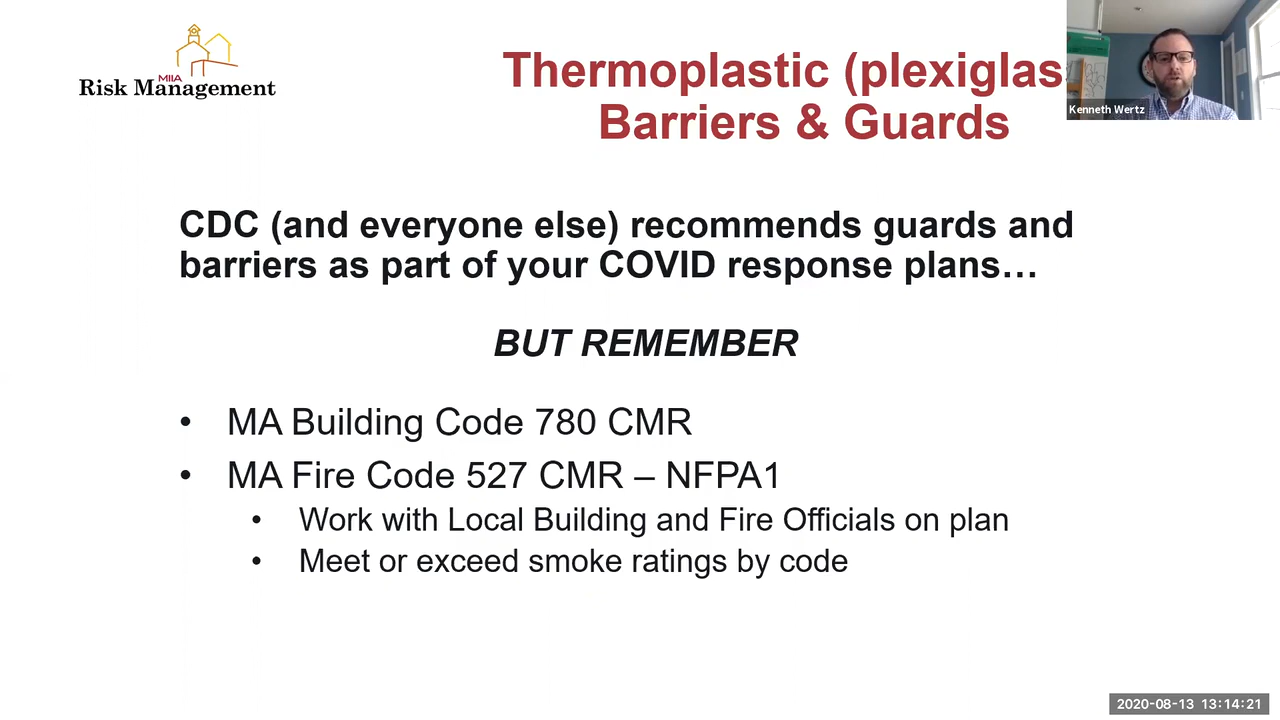 MIIA
Risk Management
Thermoplastic (plexiglas
Barriers & Guards
Kenneth Wertz
CDC (and everyone else) recommends guards and
barriers as part of your COVID response plans…
BUT REMEMBER
• MA Building Code 780 CMR
• MA Fire Code 527 CMR – NFPA1
• Work with Local Building and Fire Officials on plan
• Meet or exceed smoke ratings by code
2020-08-13 13:14:21